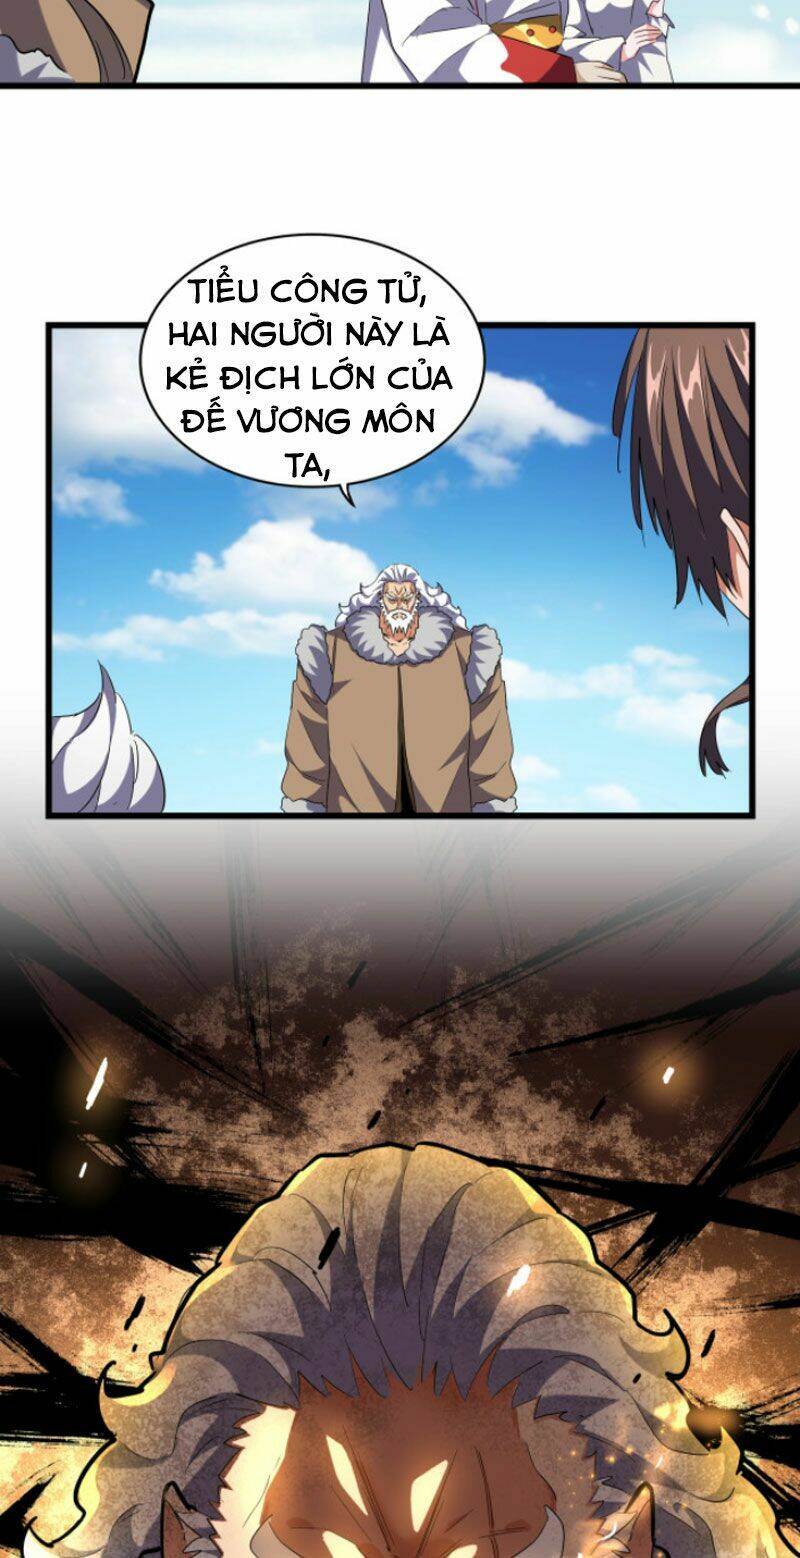 TIỂU CÔNG TỬ,
HAI NGƯỜI NÀY LÀ
KẺ ĐỊCH LỚN CỦA
ĐẾ VƯƠNG MÔN
TA,